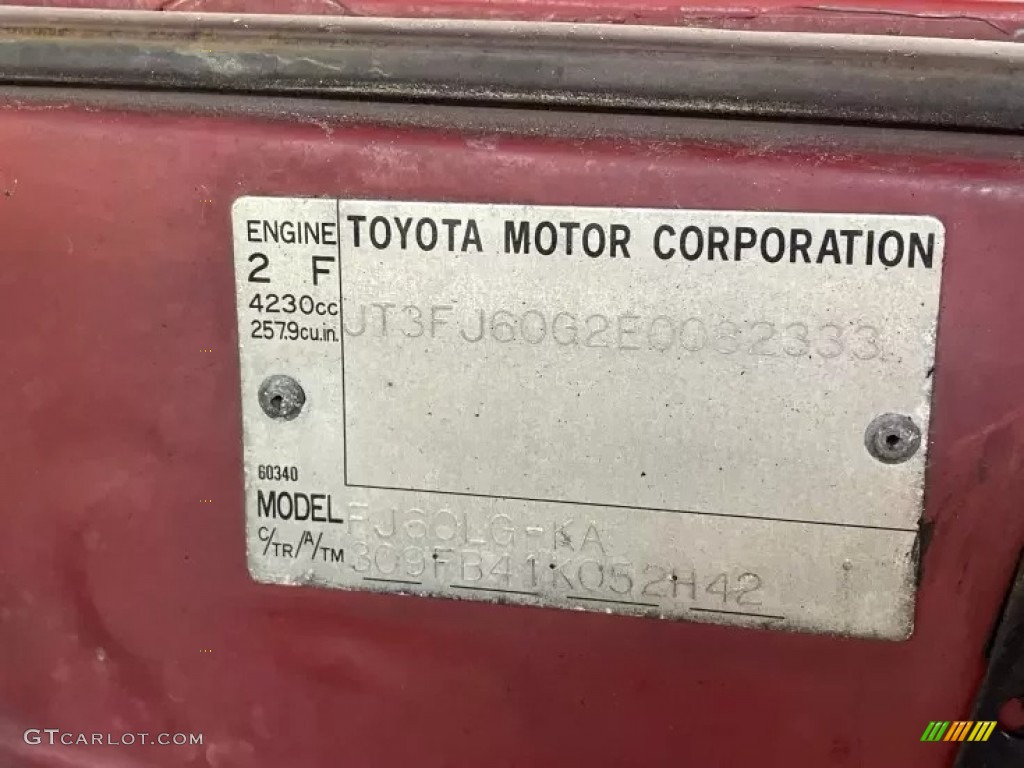 ENGINE
2 F
4230cc
257.9cu.in.
TOYOTA MOTOR CORPORATION
JT3FJ60G2E0082333
60340
MODEL FJ60LG-KA
C/TR/A/TM 309FB41K052H42
GTCARLOT.COM